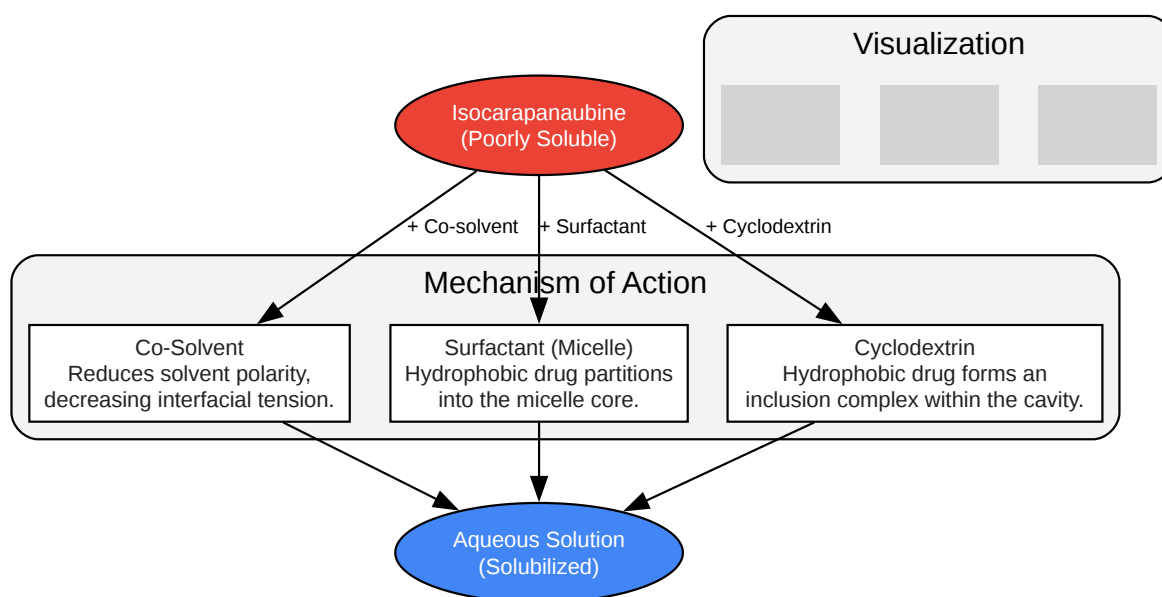 Visualization
Isocarapanaubine
(Poorly Soluble)
+ Co-solvent
+ Surfactant
+ Cyclodextrin
Mechanism of Action
Co-Solvent
Reduces solvent polarity,
decreasing interfacial tension.
Surfactant (Micelle)
Hydrophobic drug partitions
into the micelle core.
Cyclodextrin
Hydrophobic drug forms an
inclusion complex within the cavity.
Aqueous Solution
(Solubilized)